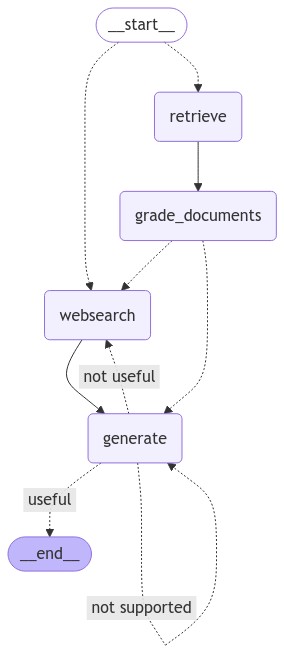 __start__
retrieve
grade_documents
websearch
not useful
generate
useful
__end__
not supported